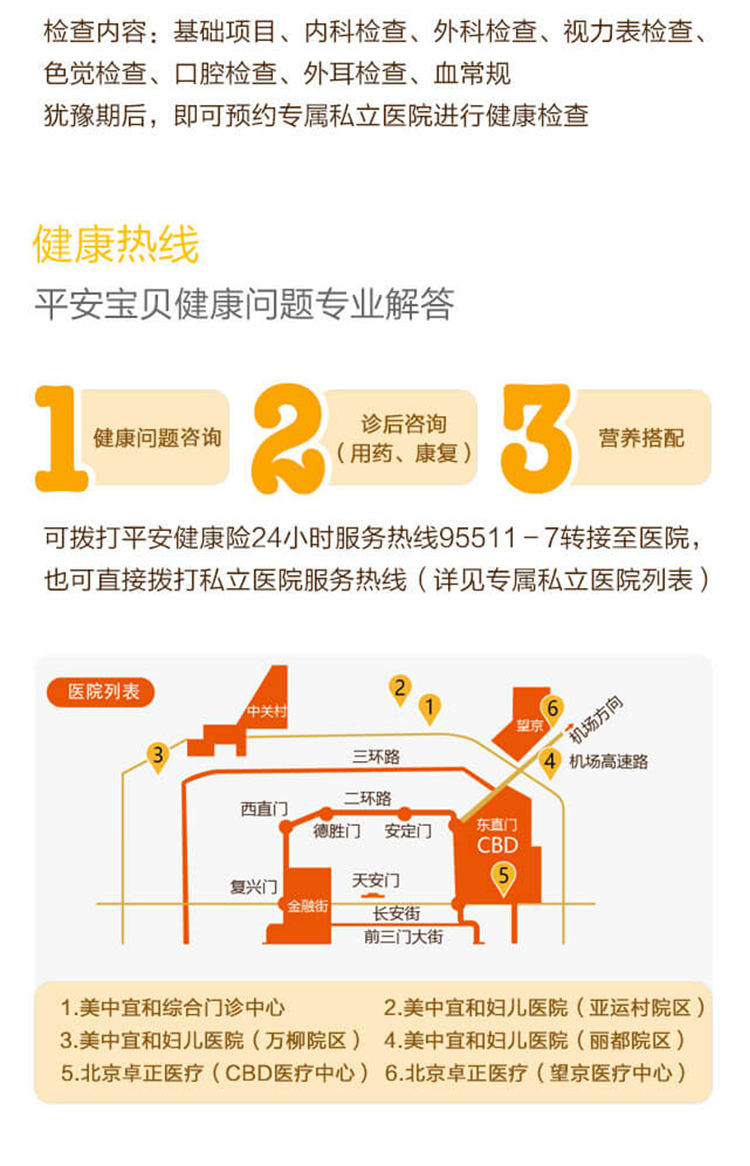 检查内容：基础项目、内科检查、外科检查、视力表检查、
色觉检查、口腔检查、外耳检查、血常规
犹豫期后，即可预约专属私立医院进行健康检查
健康热线
平安宝贝健康问题专业解答
1 健康问题咨询
2 诊后咨询
（用药、康复）
3 营养搭配
可拨打平安健康险24小时服务热线95511-7转接至医院，
也可直接拨打私立医院服务热线（详见专属私立医院列表）
医院列表
中关村
2
1
望京
6
机场方向
3
三环路
4
机场高速路
西直门
二环路
德胜门
安定门
东直门
CBD
5
复兴门
天安门
金融街
长安街
前三门大街
1.美中宜和综合门诊中心
2.美中宜和妇儿医院（亚运村院区）
3.美中宜和妇儿医院（万柳院区）
4.美中宜和妇儿医院（丽都院区）
5.北京卓正医疗（CBD医疗中心）
6.北京卓正医疗（望京医疗中心）